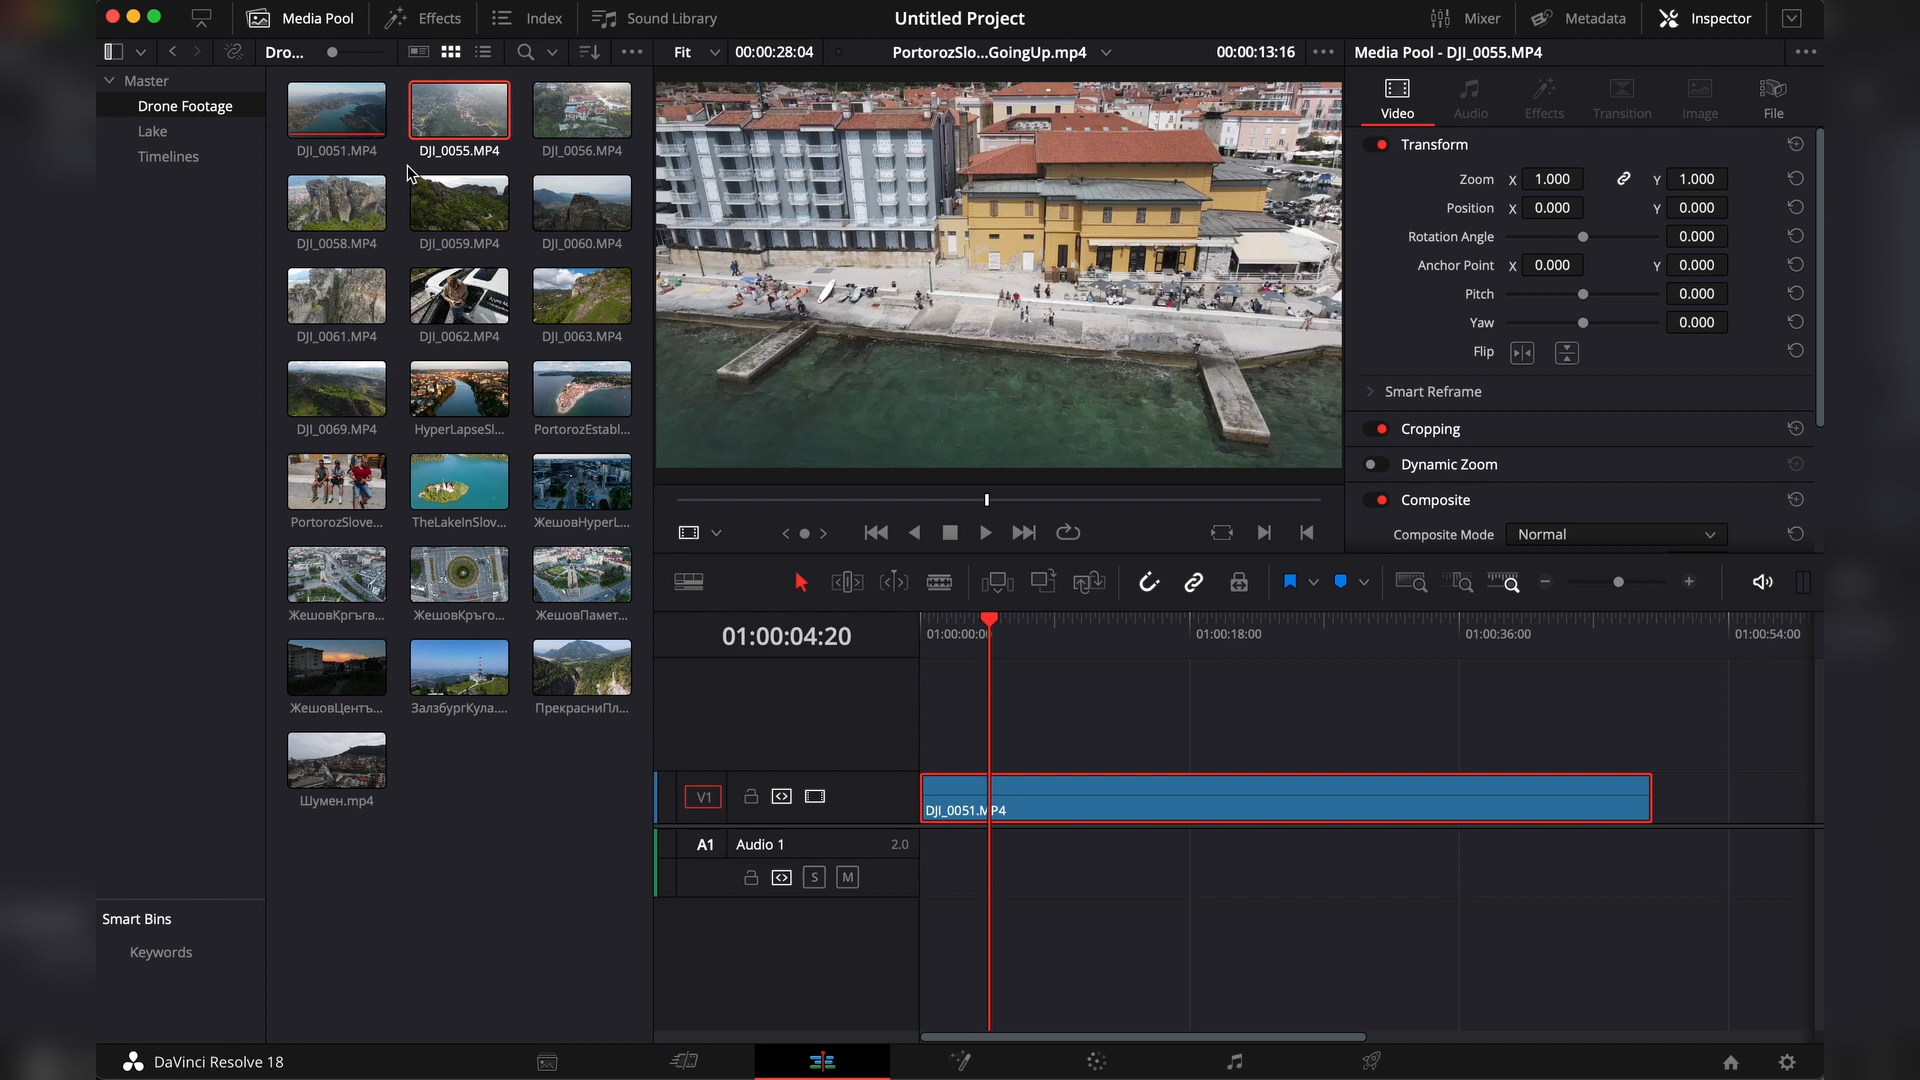 Media Pool Effects Index Sound Library Untitled Project Mixer Metadata Inspector
Dro... Fit 00:00:28:04 PortorozSlo...GoingUp.mp4 00:00:13:16 Media Pool - DJI_0055.MP4
Master
Drone Footage
Lake
Timelines
DJI_0051.MP4 DJI_0055.MP4 DJI_0056.MP4
DJI_0058.MP4 DJI_0059.MP4 DJI_0060.MP4
DJI_0061.MP4 DJI_0062.MP4 DJI_0063.MP4
DJI_0069.MP4 HyperLapseSl... PortorozEstabl...
PortorozSlove... TheLakeInSlov... ЖешовHyperL...
ЖешовКргъгв... ЖешовКръго... ЖешовПамет...
ЖешовЦентъ... ЗалзбургКула.... ПрекрасниПл...
Шумен.mp4
Smart Bins
Keywords
Video Audio Effects Transition Image File
Transform
Zoom X 1.000 Y 1.000
Position X 0.000 Y 0.000
Rotation Angle 0.000
Anchor Point X 0.000 Y 0.000
Pitch 0.000
Yaw 0.000
Flip
Smart Reframe
Cropping
Dynamic Zoom
Composite
Composite Mode Normal
01:00:04:20 01:00:00:00 01:00:18:00 01:00:36:00 01:00:54:00
V1
DJI_0051.MP4
A1 Audio 1 2.0
S M
DaVinci Resolve 18